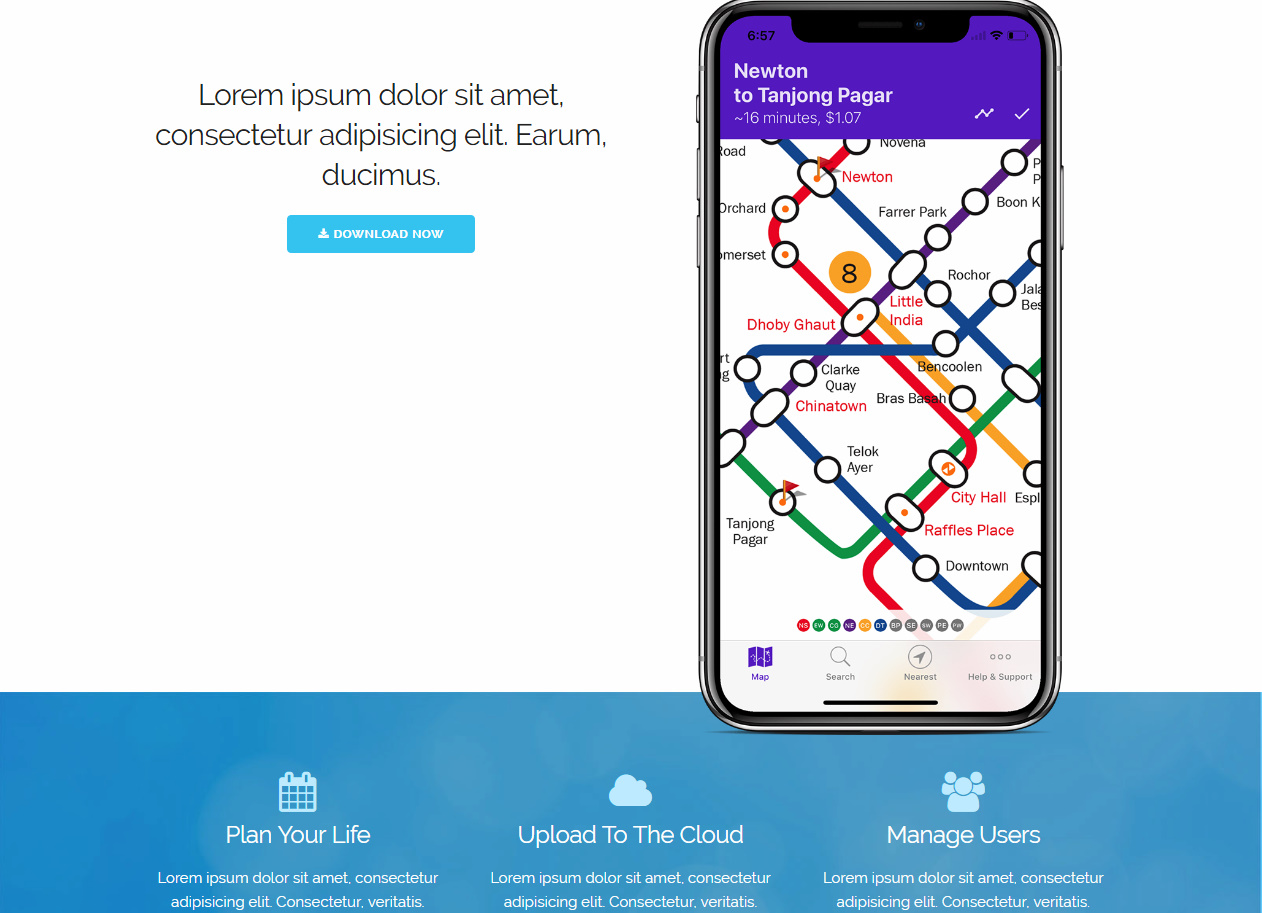 Lorem ipsum dolor sit amet,
consectetur adipisicing elit. Earum,
ducimus.
DOWNLOAD NOW
6:57
Newton
to Tanjong Pagar
~16 minutes, $1.07
Road
Novena
Newton
P
P
Orchard
Boon K
Farrer Park
omerset
8
Rochor
Jala
Bes
Little
India
Dhoby Ghaut
rt
ng
Bencoolen
Clarke
Quay
Bras Basah
Chinatown
Telok
Ayer
City Hall
Espl
Tanjong
Pagar
Raffles Place
Downtown
NS EW CG NE CC DT BP SE SW PE PW
Map
Search
Nearest
Help & Support
Plan Your Life
Upload To The Cloud
Manage Users
Lorem ipsum dolor sit amet, consectetur
adipisicing elit. Consectetur, veritatis.
Lorem ipsum dolor sit amet, consectetur
adipisicing elit. Consectetur, veritatis.
Lorem ipsum dolor sit amet, consectetur
adipisicing elit. Consectetur, veritatis.